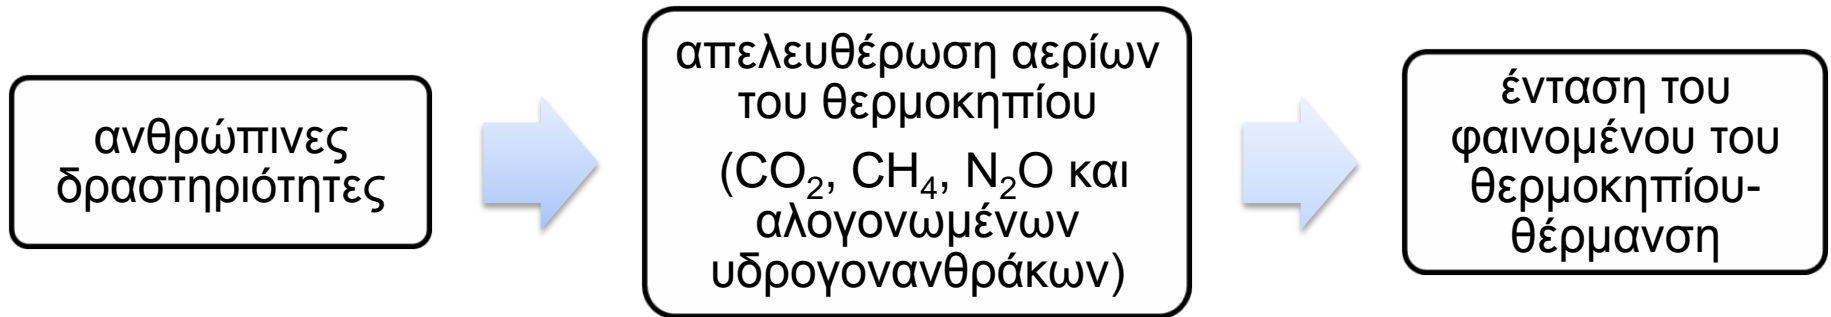 ανθρώπινες
δραστηριότητες
απελευθέρωση αερίων
του θερμοκηπίου
(CO₂, CH₄, N₂O και
αλογονωμένων
υδρογονανθράκων)
ένταση του
φαινομένου του
θερμοκηπίου-
θέρμανση